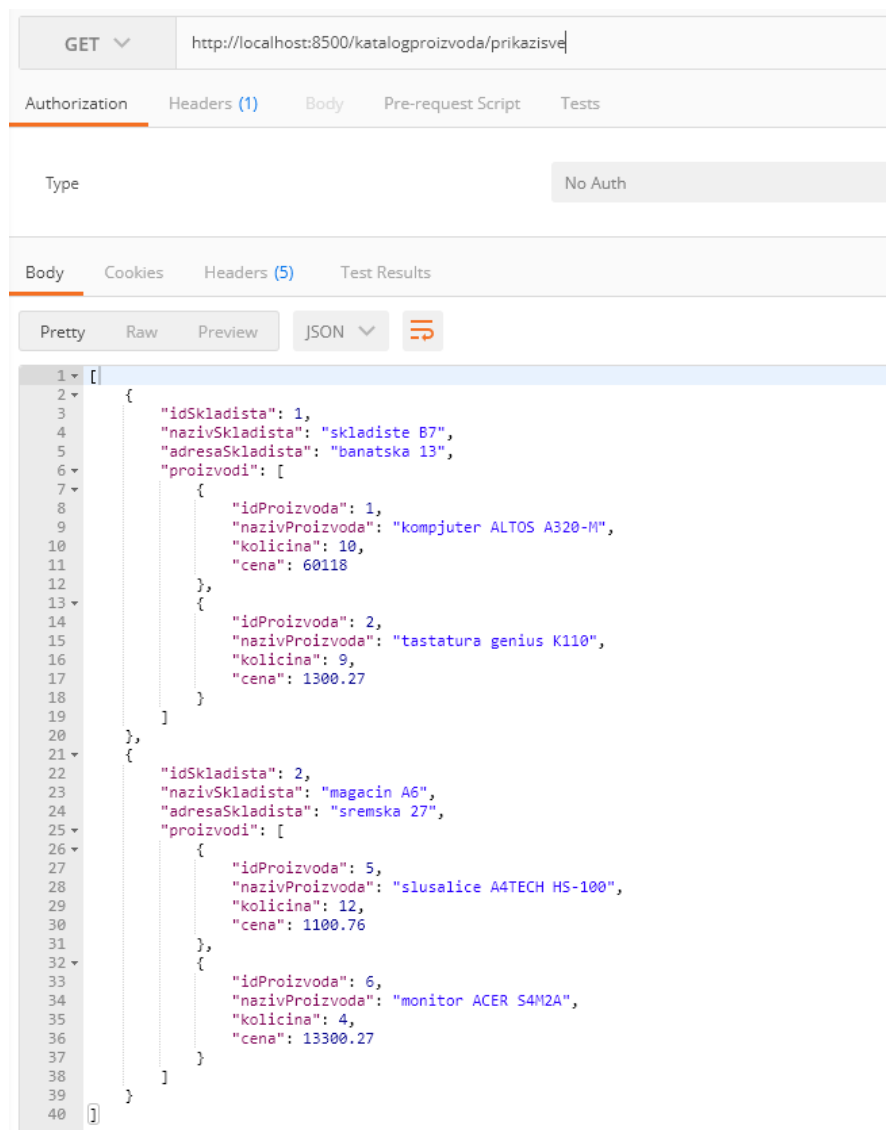 GET http://localhost:8500/katalogproizvoda/prikazisve
Authorization Headers (1) Body Pre-request Script Tests
Type No Auth
Body Cookies Headers (5) Test Results
Pretty Raw Preview JSON
1 [
2 {
3 "idSkladista": 1,
4 "nazivSkladista": "skladiste B7",
5 "adresaSkladista": "banatska 13",
6 "proizvodi": [
7 {
8 "idProizvoda": 1,
9 "nazivProizvoda": "kompjuter ALTOS A320-M",
10 "kolicina": 10,
11 "cena": 60118
12 },
13 {
14 "idProizvoda": 2,
15 "nazivProizvoda": "tastatura genius K110",
16 "kolicina": 9,
17 "cena": 1300.27
18 }
19 ]
20 },
21 {
22 "idSkladista": 2,
23 "nazivSkladista": "magacin A6",
24 "adresaSkladista": "sremska 27",
25 "proizvodi": [
26 {
27 "idProizvoda": 5,
28 "nazivProizvoda": "slusalice A4TECH HS-100",
29 "kolicina": 12,
30 "cena": 1100.76
31 },
32 {
33 "idProizvoda": 6,
34 "nazivProizvoda": "monitor ACER S4M2A",
35 "kolicina": 4,
36 "cena": 13300.27
37 }
38 ]
39 }
40 ]